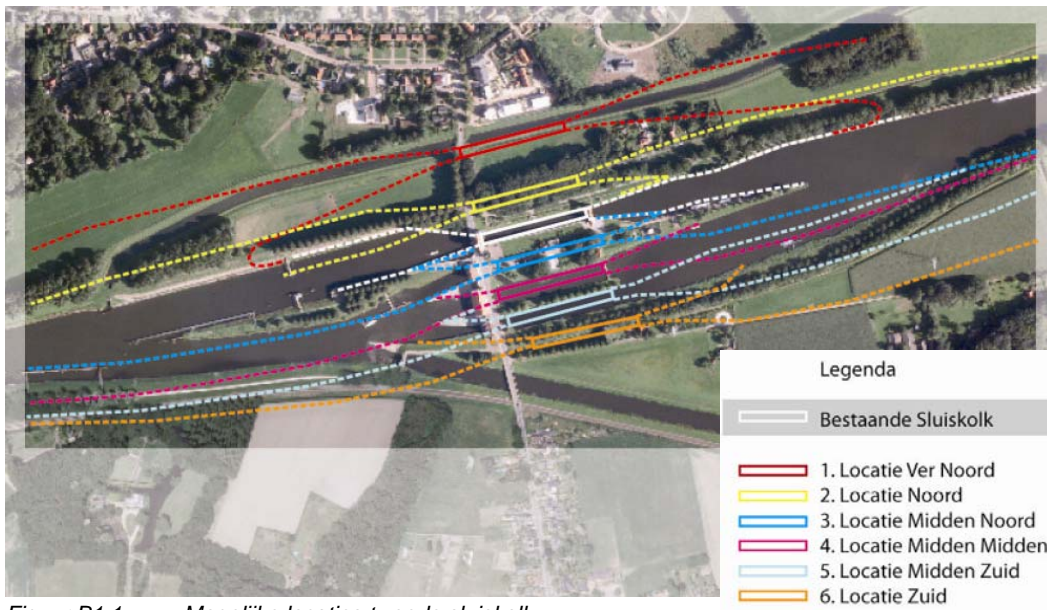 Legenda
Bestaande Sluiskolk
1. Locatie Ver Noord
2. Locatie Noord
3. Locatie Midden Noord
4. Locatie Midden Midden
5. Locatie Midden Zuid
6. Locatie Zuid